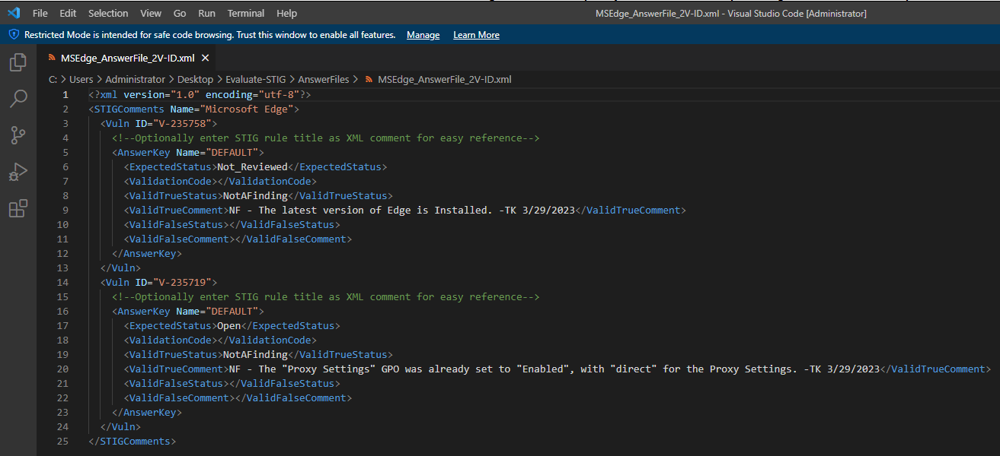 File Edit Selection View Go Run Terminal Help MSEdge_AnswerFile_2V-ID.xml - Visual Studio Code [Administrator]
Restricted Mode is intended for safe code browsing. Trust this window to enable all features. Manage Learn More
MSEdge_AnswerFile_2V-ID.xml
C: > Users > Administrator > Desktop > Evaluate-STIG > AnswerFiles > MSEdge_AnswerFile_2V-ID.xml
1 <?xml version="1.0" encoding="utf-8"?>
2 <STIGComments Name="Microsoft Edge">
3 <Vuln ID="V-235758">
4 <!--Optionally enter STIG rule title as XML comment for easy reference-->
5 <AnswerKey Name="DEFAULT">
6 <ExpectedStatus>Not_Reviewed</ExpectedStatus>
7 <ValidationCode></ValidationCode>
8 <ValidTrueStatus>NotAFinding</ValidTrueStatus>
9 <ValidTrueComment>NF - The latest version of Edge is Installed. -TK 3/29/2023</ValidTrueComment>
10 <ValidFalseStatus></ValidFalseStatus>
11 <ValidFalseComment></ValidFalseComment>
12 </AnswerKey>
13 </Vuln>
14 <Vuln ID="V-235719">
15 <!--Optionally enter STIG rule title as XML comment for easy reference-->
16 <AnswerKey Name="DEFAULT">
17 <ExpectedStatus>Open</ExpectedStatus>
18 <ValidationCode></ValidationCode>
19 <ValidTrueStatus>NotAFinding</ValidTrueStatus>
20 <ValidTrueComment>NF - The "Proxy Settings" GPO was already set to "Enabled", with "direct" for the Proxy Settings. -TK 3/29/2023</ValidTrueComment>
21 <ValidFalseStatus></ValidFalseStatus>
22 <ValidFalseComment></ValidFalseComment>
23 </AnswerKey>
24 </Vuln>
25 </STIGComments>